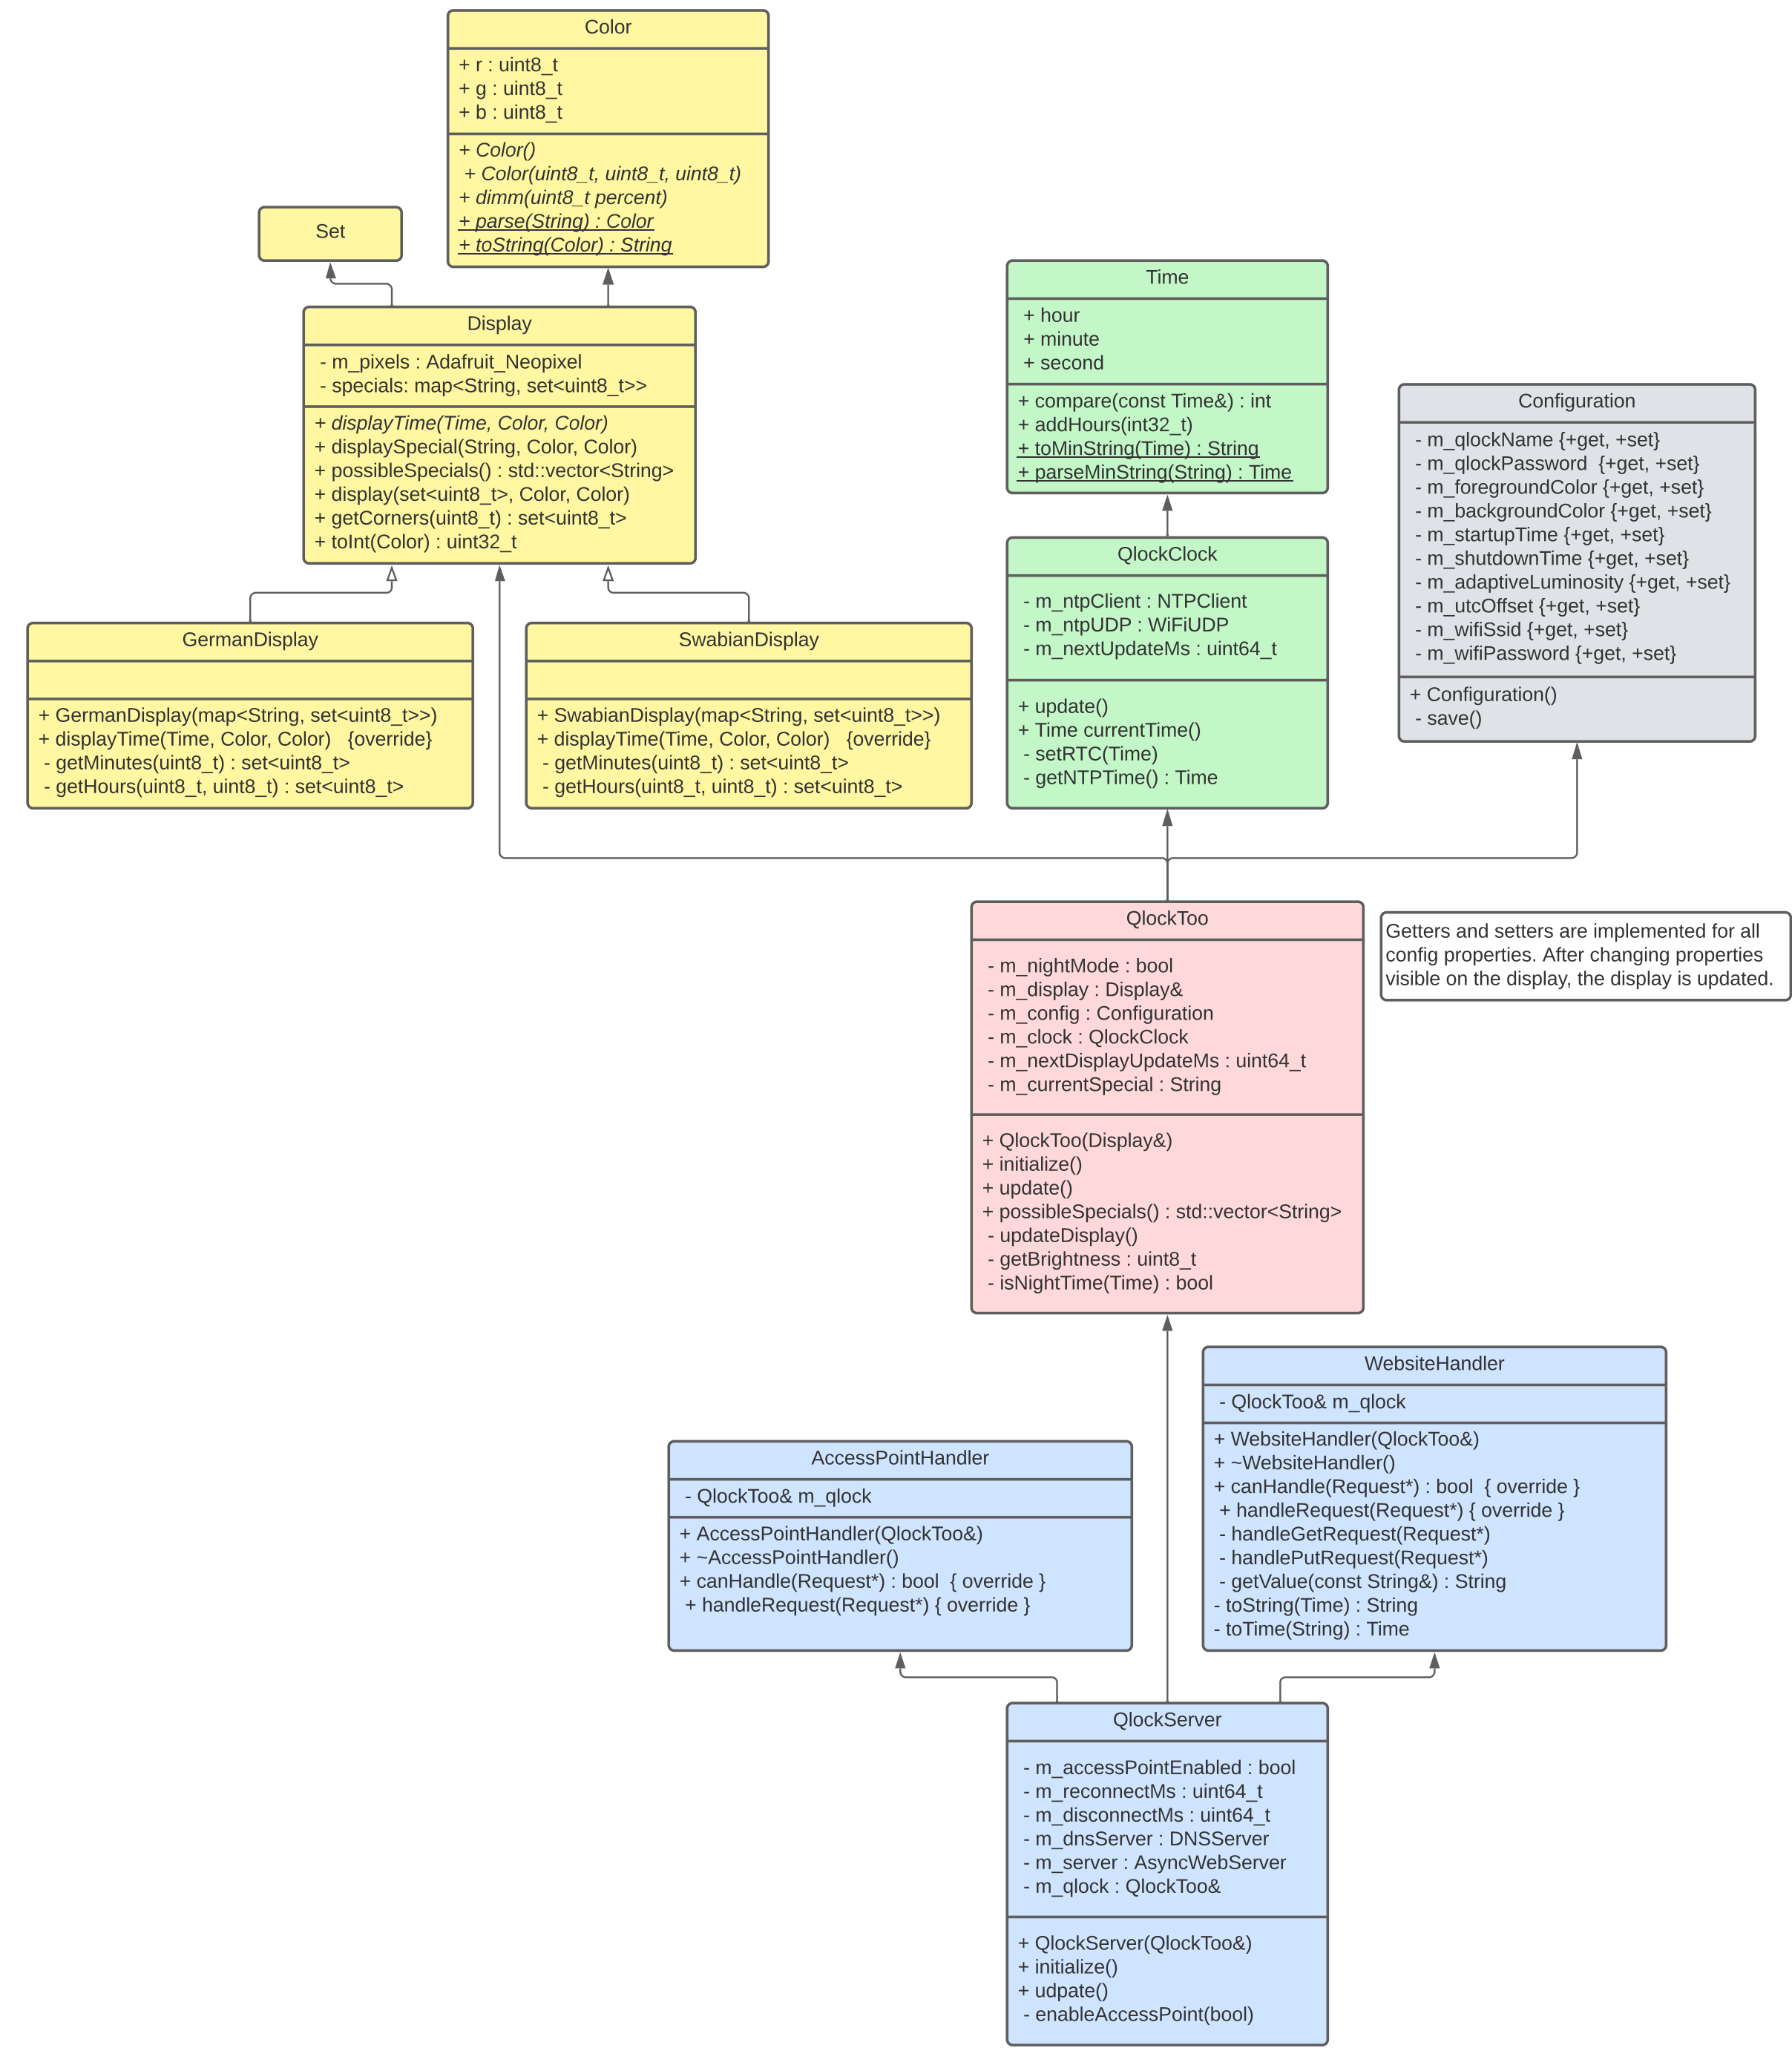 Color
+ r : uint8_t
+ g : uint8_t
+ b : uint8_t
+ Color()
+ Color(uint8_t, uint8_t, uint8_t)
+ dimm(uint8_t percent)
+ parse(String) : Color
+ toString(Color) : String
Set
Display
- m_pixels : Adafruit_Neopixel
- specials: map<String, set<uint8_t>>
+ displayTime(Time, Color, Color)
+ displaySpecial(String, Color, Color)
+ possibleSpecials() : std::vector<String>
+ display(set<uint8_t>, Color, Color)
+ getCorners(uint8_t) : set<uint8_t>
+ toInt(Color) : uint32_t
Time
+ hour
+ minute
+ second
+ compare(const Time&) : int
+ addHours(int32_t)
+ toMinString(Time) : String
+ parseMinString(String) : Time
Configuration
- m_qlockName {+get, +set}
- m_qlockPassword  {+get, +set}
- m_foregroundColor {+get, +set}
- m_backgroundColor {+get, +set}
- m_startupTime {+get, +set}
- m_shutdownTime {+get, +set}
- m_adaptiveLuminosity {+get, +set}
- m_utcOffset {+get, +set}
- m_wifiSsid {+get, +set}
- m_wifiPassword {+get, +set}
+ Configuration()
- save()
QlockClock
- m_ntpClient : NTPClient
- m_ntpUDP : WiFiUDP
- m_nextUpdateMs : uint64_t
+ update()
+ Time currentTime()
- setRTC(Time)
- getNTPTime() : Time
GermanDisplay
+ GermanDisplay(map<String, set<uint8_t>>)
+ displayTime(Time, Color, Color)   {override}
- getMinutes(uint8_t) : set<uint8_t>
- getHours(uint8_t, uint8_t) : set<uint8_t>
SwabianDisplay
+ SwabianDisplay(map<String, set<uint8_t>>)
+ displayTime(Time, Color, Color)   {override}
- getMinutes(uint8_t) : set<uint8_t>
- getHours(uint8_t, uint8_t) : set<uint8_t>
QlockToo
- m_nightMode : bool
- m_display : Display&
- m_config : Configuration
- m_clock : QlockClock
- m_nextDisplayUpdateMs : uint64_t
- m_currentSpecial : String
+ QlockToo(Display&)
+ initialize()
+ update()
+ possibleSpecials() : std::vector<String>
- updateDisplay()
- getBrightness : uint8_t
- isNightTime(Time) : bool
Getters and setters are implemented for all
config properties. After changing properties
visible on the display, the display is updated.
WebsiteHandler
- QlockToo& m_qlock
+ WebsiteHandler(QlockToo&)
+ ~WebsiteHandler()
+ canHandle(Request*) : bool  { override }
+ handleRequest(Request*) { override }
- handleGetRequest(Request*)
- handlePutRequest(Request*)
- getValue(const String&) : String
- toString(Time) : String
- toTime(String) : Time
AccessPointHandler
- QlockToo& m_qlock
+ AccessPointHandler(QlockToo&)
+ ~AccessPointHandler()
+ canHandle(Request*) : bool  { override }
+ handleRequest(Request*) { override }
QlockServer
- m_accessPointEnabled : bool
- m_reconnectMs : uint64_t
- m_disconnectMs : uint64_t
- m_dnsServer : DNSServer
- m_server : AsyncWebServer
- m_qlock : QlockToo&
+ QlockServer(QlockToo&)
+ initialize()
+ udpate()
- enableAccessPoint(bool)